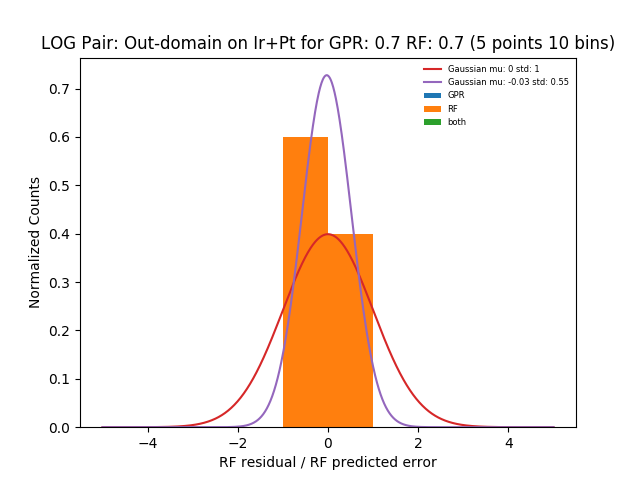 LOG Pair: Out-domain on Ir+Pt for GPR: 0.7 RF: 0.7 (5 points 10 bins)
Gaussian mu: 0 std: 1
Gaussian mu: -0.03 std: 0.55
GPR
RF
both
Normalized Counts
0.7
0.6
0.5
0.4
0.3
0.2
0.1
0.0
−4 −2 0 2 4
RF residual / RF predicted error